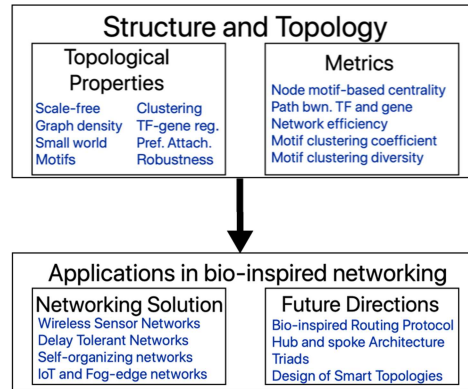 Structure and Topology
Topological
Properties
Scale-free
Graph density
Small world
Motifs
Clustering
TF-gene reg.
Pref. Attach.
Robustness
Metrics
Node motif-based centrality
Path bwn. TF and gene
Network efficiency
Motif clustering coefficient
Motif clustering diversity
Applications in bio-inspired networking
Networking Solution
Wireless Sensor Networks
Delay Tolerant Networks
Self-organizing networks
IoT and Fog-edge networks
Future Directions
Bio-inspired Routing Protocol
Hub and spoke Architecture
Triads
Design of Smart Topologies